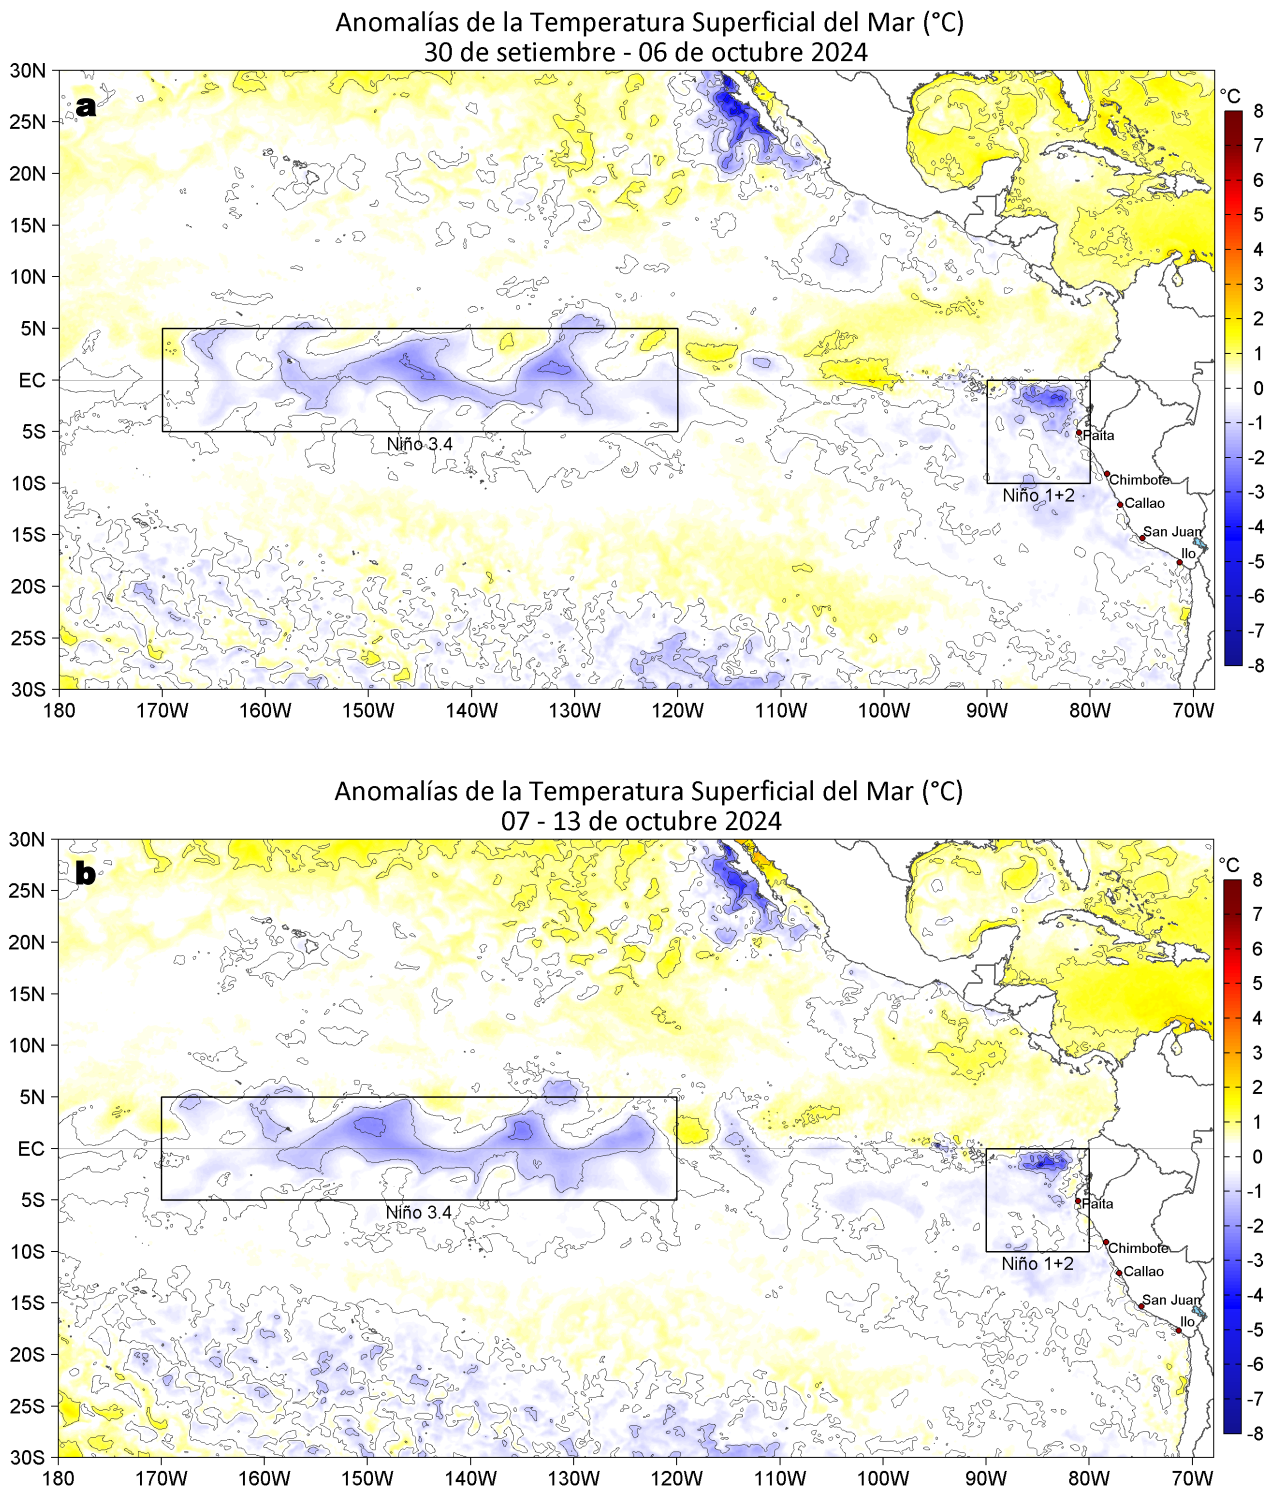 Anomalías de la Temperatura Superficial del Mar (°C)
30 de setiembre - 06 de octubre 2024
a
30N
25N
20N
15N
10N
5N
EC
5S
10S
15S
20S
25S
30S
180 170W 160W 150W 140W 130W 120W 110W 100W 90W 80W 70W
Niño 3.4
Niño 1+2
Paita
Chimbote
Callao
San Juan
Ilo
°C
8
7
6
5
4
3
2
1
0
-1
-2
-3
-4
-5
-6
-7
-8
Anomalías de la Temperatura Superficial del Mar (°C)
07 - 13 de octubre 2024
b
30N
25N
20N
15N
10N
5N
EC
5S
10S
15S
20S
25S
30S
180 170W 160W 150W 140W 130W 120W 110W 100W 90W 80W 70W
Niño 3.4
Niño 1+2
Paita
Chimbote
Callao
San Juan
Ilo
°C
8
7
6
5
4
3
2
1
0
-1
-2
-3
-4
-5
-6
-7
-8